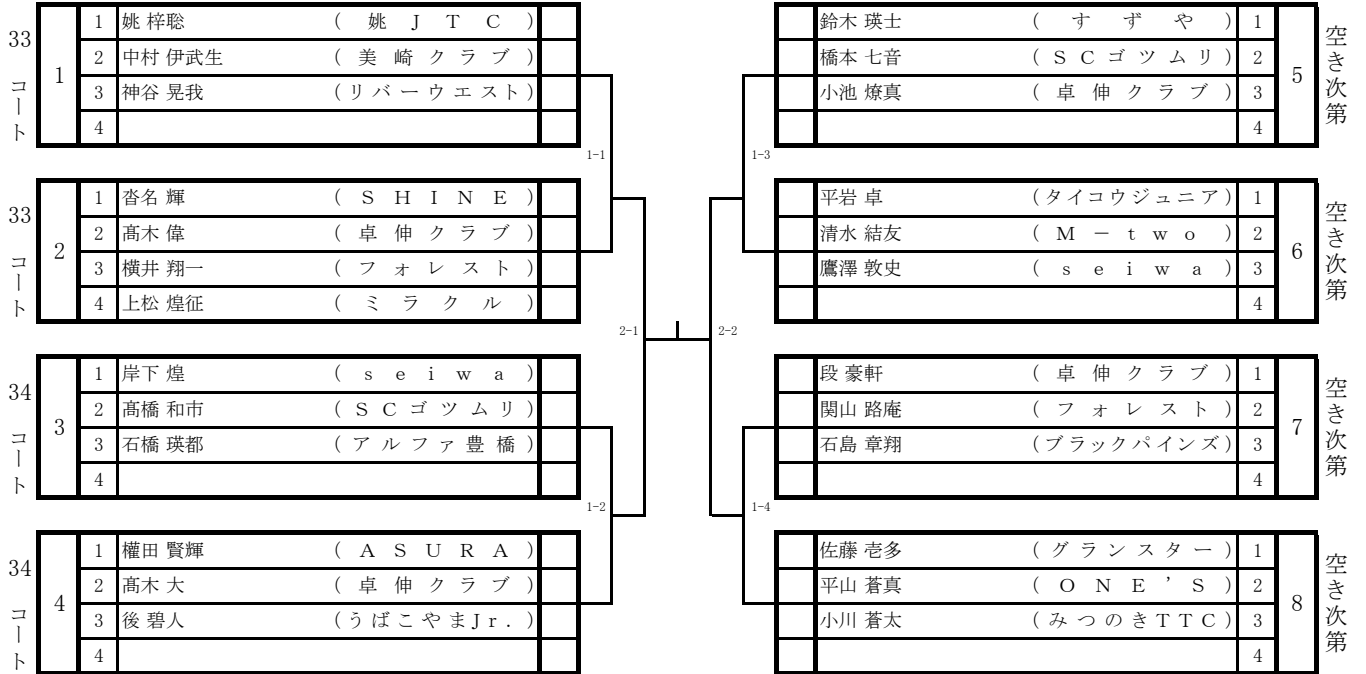 33 コート
1
1 姚 梓聡 (姚JTC)
2 中村 伊武生 (美崎クラブ)
3 神谷 晃我 (リバーウエスト)
4
33 コート
2
1 沓名 輝 (SHINE)
2 髙木 偉 (卓伸クラブ)
3 横井 翔一 (フォレスト)
4 上松 煌征 (ミラクル)
34 コート
3
1 岸下 煌 (seiwa)
2 髙橋 和市 (SCゴツムリ)
3 石橋 瑛都 (アルファ豊橋)
4
34 コート
4
1 權田 賢輝 (ASURA)
2 髙木 大 (卓伸クラブ)
3 後 碧人 (うばこやまJr.)
4
1-1
1-2
2-1
2-2
1-3
1-4
鈴木 瑛士 (すずや) 1
橋本 七音 (SCゴツムリ) 2
小池 燎真 (卓伸クラブ) 3
4
5
空き次第
平岩 卓 (タイコウジュニア) 1
清水 結友 (M-two) 2
鷹澤 敦史 (seiwa) 3
4
6
空き次第
段 豪軒 (卓伸クラブ) 1
関山 路庵 (フォレスト) 2
石島 章翔 (ブラックパインズ) 3
4
7
空き次第
佐藤 壱多 (グランスター) 1
平山 蒼真 (ONE'S) 2
小川 蒼太 (みつのきTTC) 3
4
8
空き次第